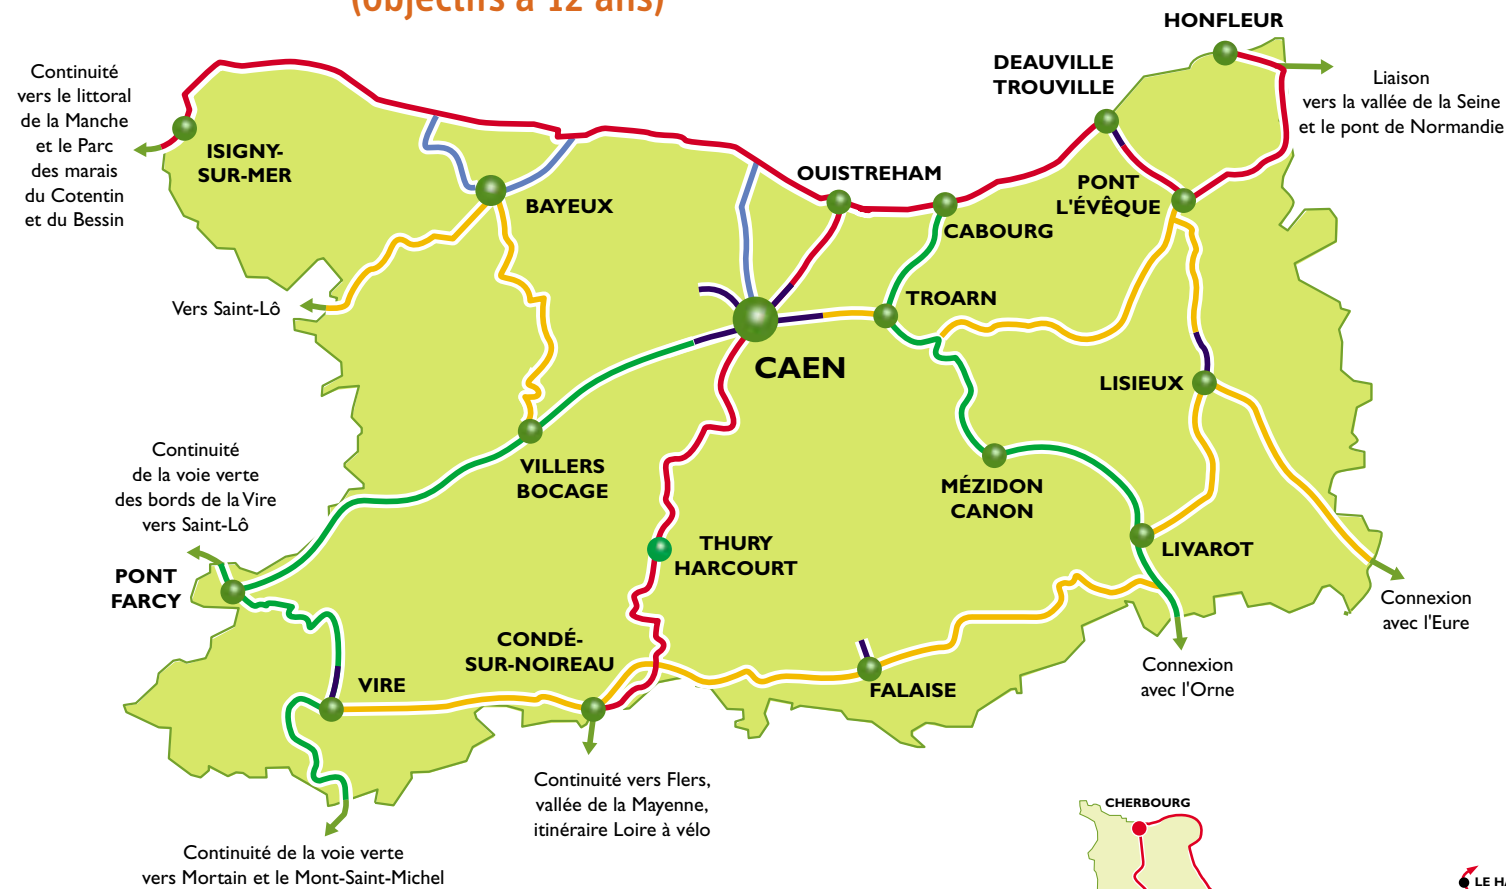 (objectifs à 12 ans)
HONFLEUR
DEAUVILLE
TROUVILLE
Continuité
vers le littoral
de la Manche
et le Parc
des marais
du Cotentin
et du Bessin
Liaison
vers la vallée de la Seine
et le pont de Normandie
ISIGNY-
SUR-MER
OUISTREHAM
PONT
L'ÉVÊQUE
BAYEUX
CABOURG
Vers Saint-Lô
TROARN
CAEN
LISIEUX
Continuité
de la voie verte
des bords de la Vire
vers Saint-Lô
VILLERS
BOCAGE
MÉZIDON
CANON
THURY
HARCOURT
LIVAROT
PONT
FARCY
Connexion
avec l'Eure
CONDÉ-
SUR-NOIREAU
VIRE
FALAISE
Connexion
avec l'Orne
Continuité vers Flers,
vallée de la Mayenne,
itinéraire Loire à vélo
Continuité de la voie verte
vers Mortain et le Mont-Saint-Michel
CHERBOURG
LE HA